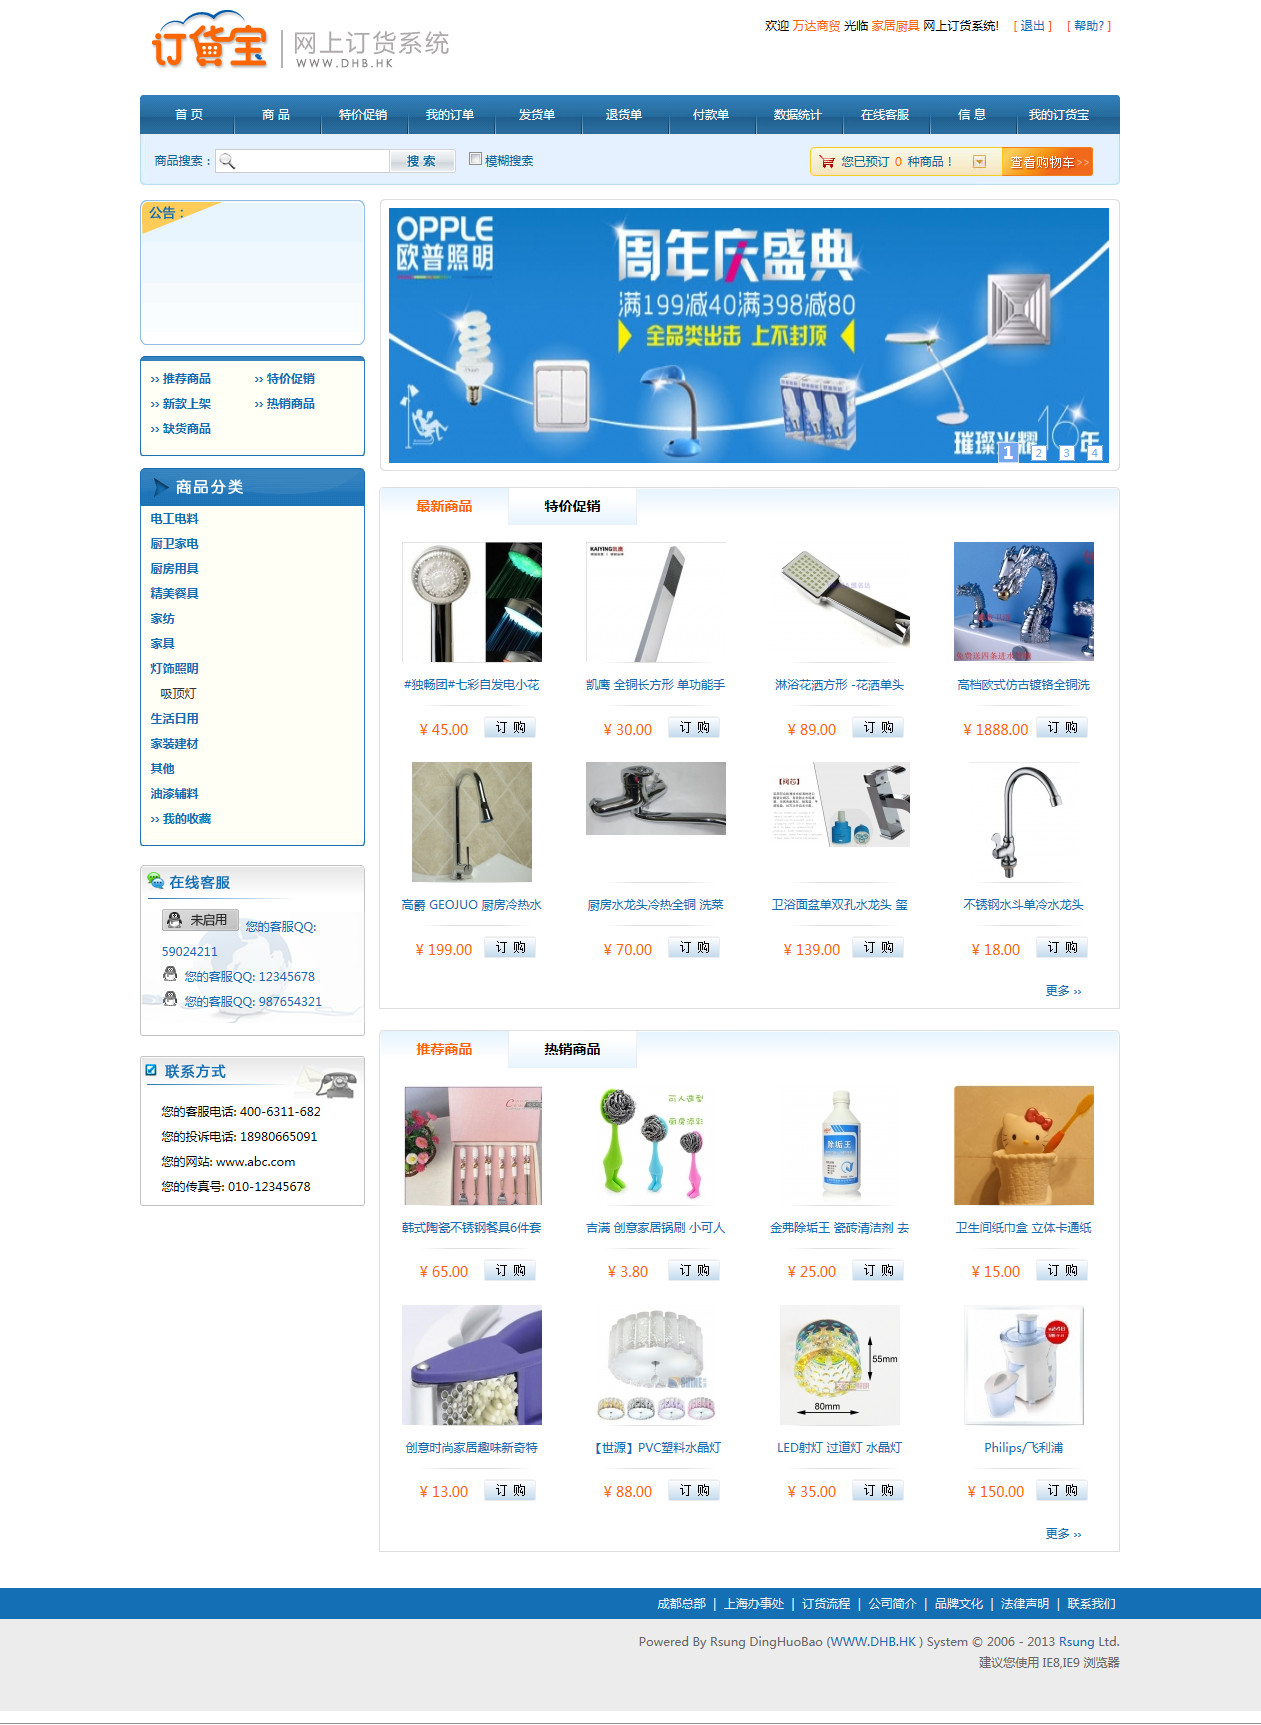 订货宝 网上订货系统
WWW.DHB.HK
欢迎 万达商贸 光临 家居厨具 网上订货系统! [ 退出 ] [ 帮助? ]
首 页 商 品 特价促销 我的订单 发货单 退货单 付款单 数据统计 在线客服 信 息 我的订货宝
商品搜索： 搜 索 模糊搜索 您已预订 0 种商品！ 查看购物车>>
公告：
OPPLE
欧普照明
周年庆盛典
满199减40满398减80
全品类出击 上不封顶
璀璨光耀16年
1 2 3 4
›› 推荐商品 ›› 特价促销
›› 新款上架 ›› 热销商品
›› 缺货商品
商品分类
电工电料
厨卫家电
厨房用具
精美餐具
家纺
家具
灯饰照明
吸顶灯
生活日用
家装建材
其他
油漆辅料
›› 我的收藏
在线客服
未启用 您的客服QQ:
59024211
您的客服QQ: 12345678
您的客服QQ: 987654321
联系方式
您的客服电话: 400-6311-682
您的投诉电话: 18980665091
您的网站: www.abc.com
您的传真号: 010-12345678
最新商品 特价促销
KAIYING凯鹰
#独畅团#七彩自发电小花 凯鹰 全铜长方形 单功能手 淋浴花洒方形 -花洒单头 高档欧式仿古镀铬全铜洗
¥ 45.00 订 购 ¥ 30.00 订 购 ¥ 89.00 订 购 ¥ 1888.00 订 购
【阀芯】
高爵 GEOJUO 厨房冷热水 厨房水龙头冷热全铜 洗菜 卫浴面盆单双孔水龙头 玺 不锈钢水斗单冷水龙头
¥ 199.00 订 购 ¥ 70.00 订 购 ¥ 139.00 订 购 ¥ 18.00 订 购
更多 ››
推荐商品 热销商品
可人造型
除垢王
韩式陶瓷不锈钢餐具6件套 吉满 创意家居锅刷 小可人 金弗除垢王 瓷砖清洁剂 去 卫生间纸巾盒 立体卡通纸
¥ 65.00 订 购 ¥ 3.80 订 购 ¥ 25.00 订 购 ¥ 15.00 订 购
55mm
80mm
创意时尚家居趣味新奇特 【世源】PVC塑料水晶灯 LED射灯 过道灯 水晶灯 Philips/飞利浦
¥ 13.00 订 购 ¥ 88.00 订 购 ¥ 35.00 订 购 ¥ 150.00 订 购
更多 ››
成都总部 | 上海办事处 | 订货流程 | 公司简介 | 品牌文化 | 法律声明 | 联系我们
Powered By Rsung DingHuoBao (WWW.DHB.HK ) System © 2006 - 2013 Rsung Ltd.
建议您使用 IE8,IE9 浏览器